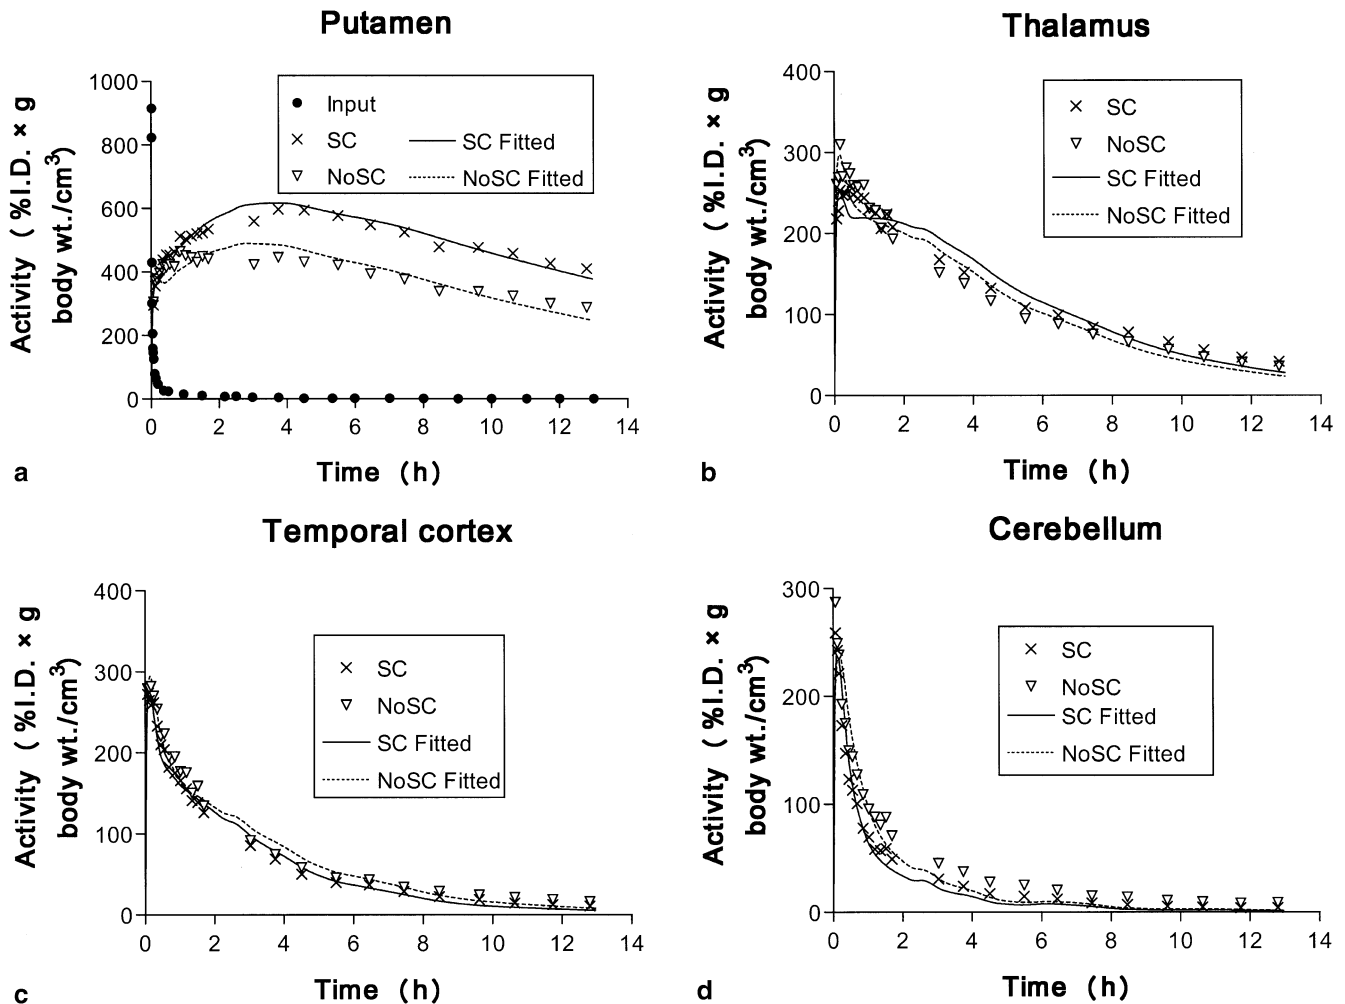 Putamen
Activity (%I.D. × g
body wt./cm³)
1000
800
600
400
200
0
Input
SC
NoSC
SC Fitted
NoSC Fitted
0 2 4 6 8 10 12 14
Time (h)
a
Thalamus
Activity (%I.D. × g
body wt./cm³)
400
300
200
100
0
SC
NoSC
SC Fitted
NoSC Fitted
0 2 4 6 8 10 12 14
Time (h)
b
Temporal cortex
Activity (%I.D. × g
body wt./cm³)
400
300
200
100
0
SC
NoSC
SC Fitted
NoSC Fitted
0 2 4 6 8 10 12 14
Time (h)
c
Cerebellum
Activity (%I.D. × g
body wt./cm³)
300
200
100
0
SC
NoSC
SC Fitted
NoSC Fitted
0 2 4 6 8 10 12 14
Time (h)
d